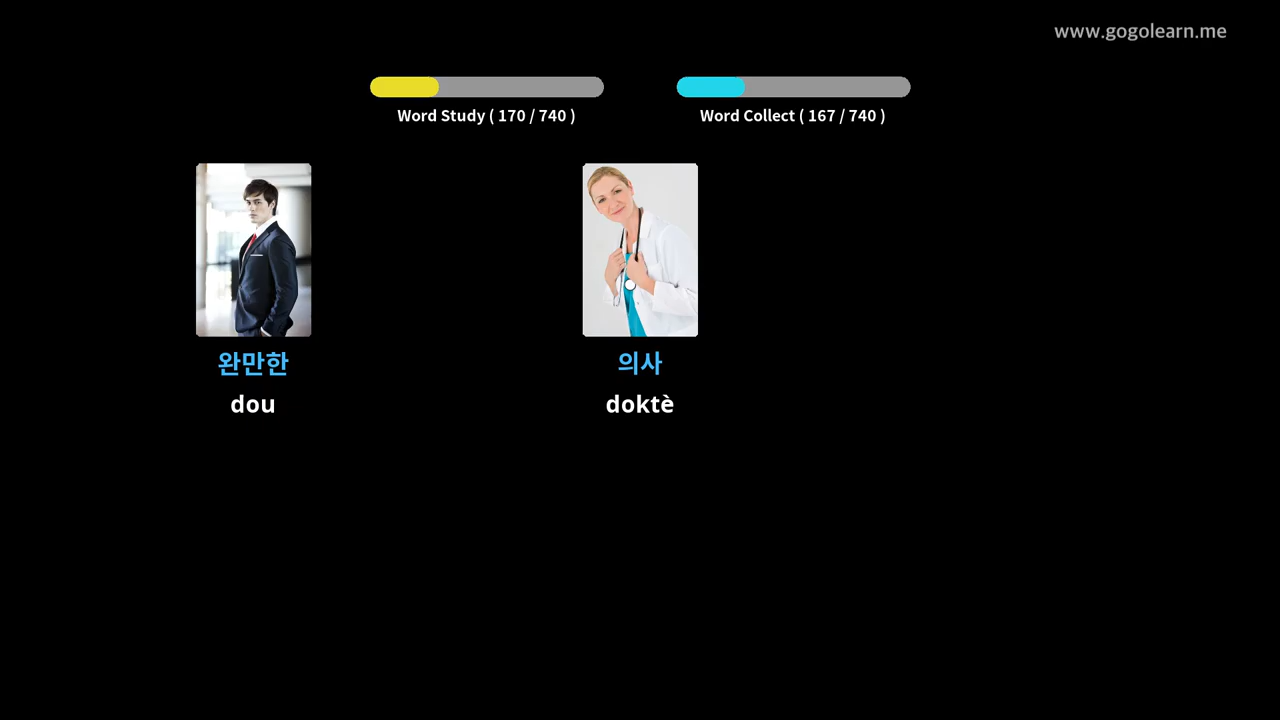 www.gogolearn.me
Word Study ( 170 / 740 )
Word Collect ( 167 / 740 )
완만한
의사
dou
doktè